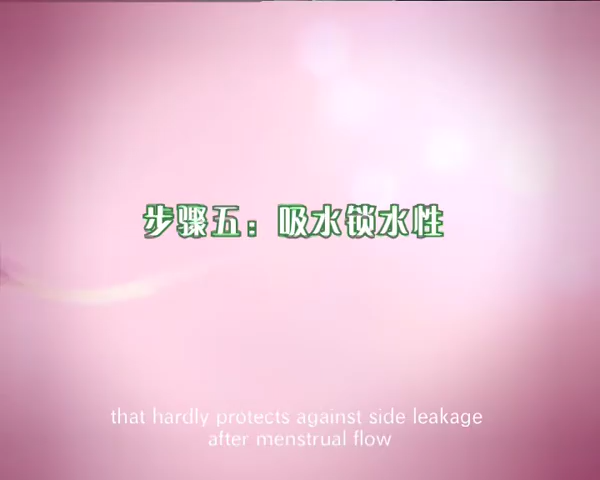 步骤五：吸水锁水性
that hardly protects against side leakage
after menstrual flow